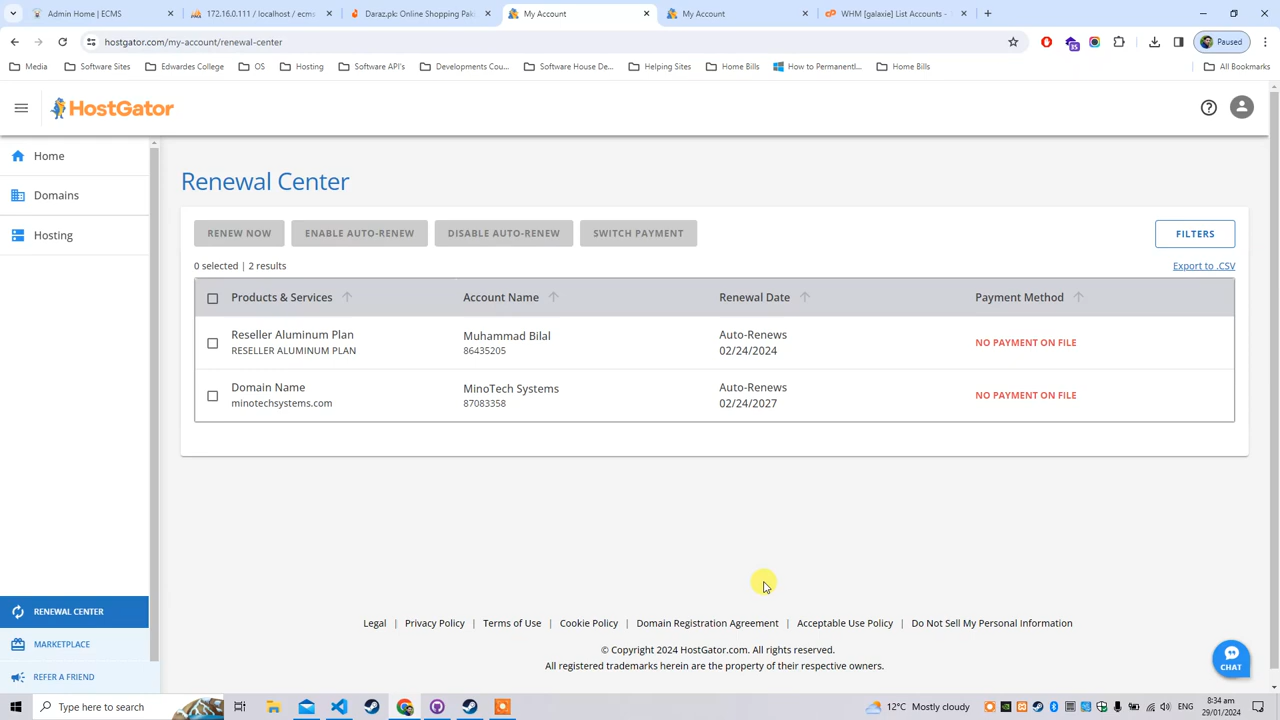 Admin Home | ECMS
172.16.0.111 / localhost / ecms
Daraz.pk: Online Shopping Pak
My Account
My Account
WHM [galaxie] List Accounts -
hostgator.com/my-account/renewal-center
15
Paused
Media
Software Sites
Edwardes College
OS
Hosting
Software API's
Developments Cou...
Software House De...
Helping Sites
Home Bills
How to Permanentl...
Home Bills
All Bookmarks
HostGator
Home
Domains
Hosting
Renewal Center
RENEW NOW
ENABLE AUTO-RENEW
DISABLE AUTO-RENEW
SWITCH PAYMENT
FILTERS
0 selected | 2 results
Export to .CSV
Products & Services
Account Name
Renewal Date
Payment Method
Reseller Aluminum Plan
RESELLER ALUMINUM PLAN
Muhammad Bilal
86435205
Auto-Renews
02/24/2024
NO PAYMENT ON FILE
Domain Name
minotechsystems.com
MinoTech Systems
87083358
Auto-Renews
02/24/2027
NO PAYMENT ON FILE
RENEWAL CENTER
MARKETPLACE
REFER A FRIEND
Legal | Privacy Policy | Terms of Use | Cookie Policy | Domain Registration Agreement | Acceptable Use Policy | Do Not Sell My Personal Information
© Copyright 2024 HostGator.com. All rights reserved.
All registered trademarks herein are the property of their respective owners.
CHAT
Type here to search
12°C Mostly cloudy
ENG
8:34 am
29/01/2024